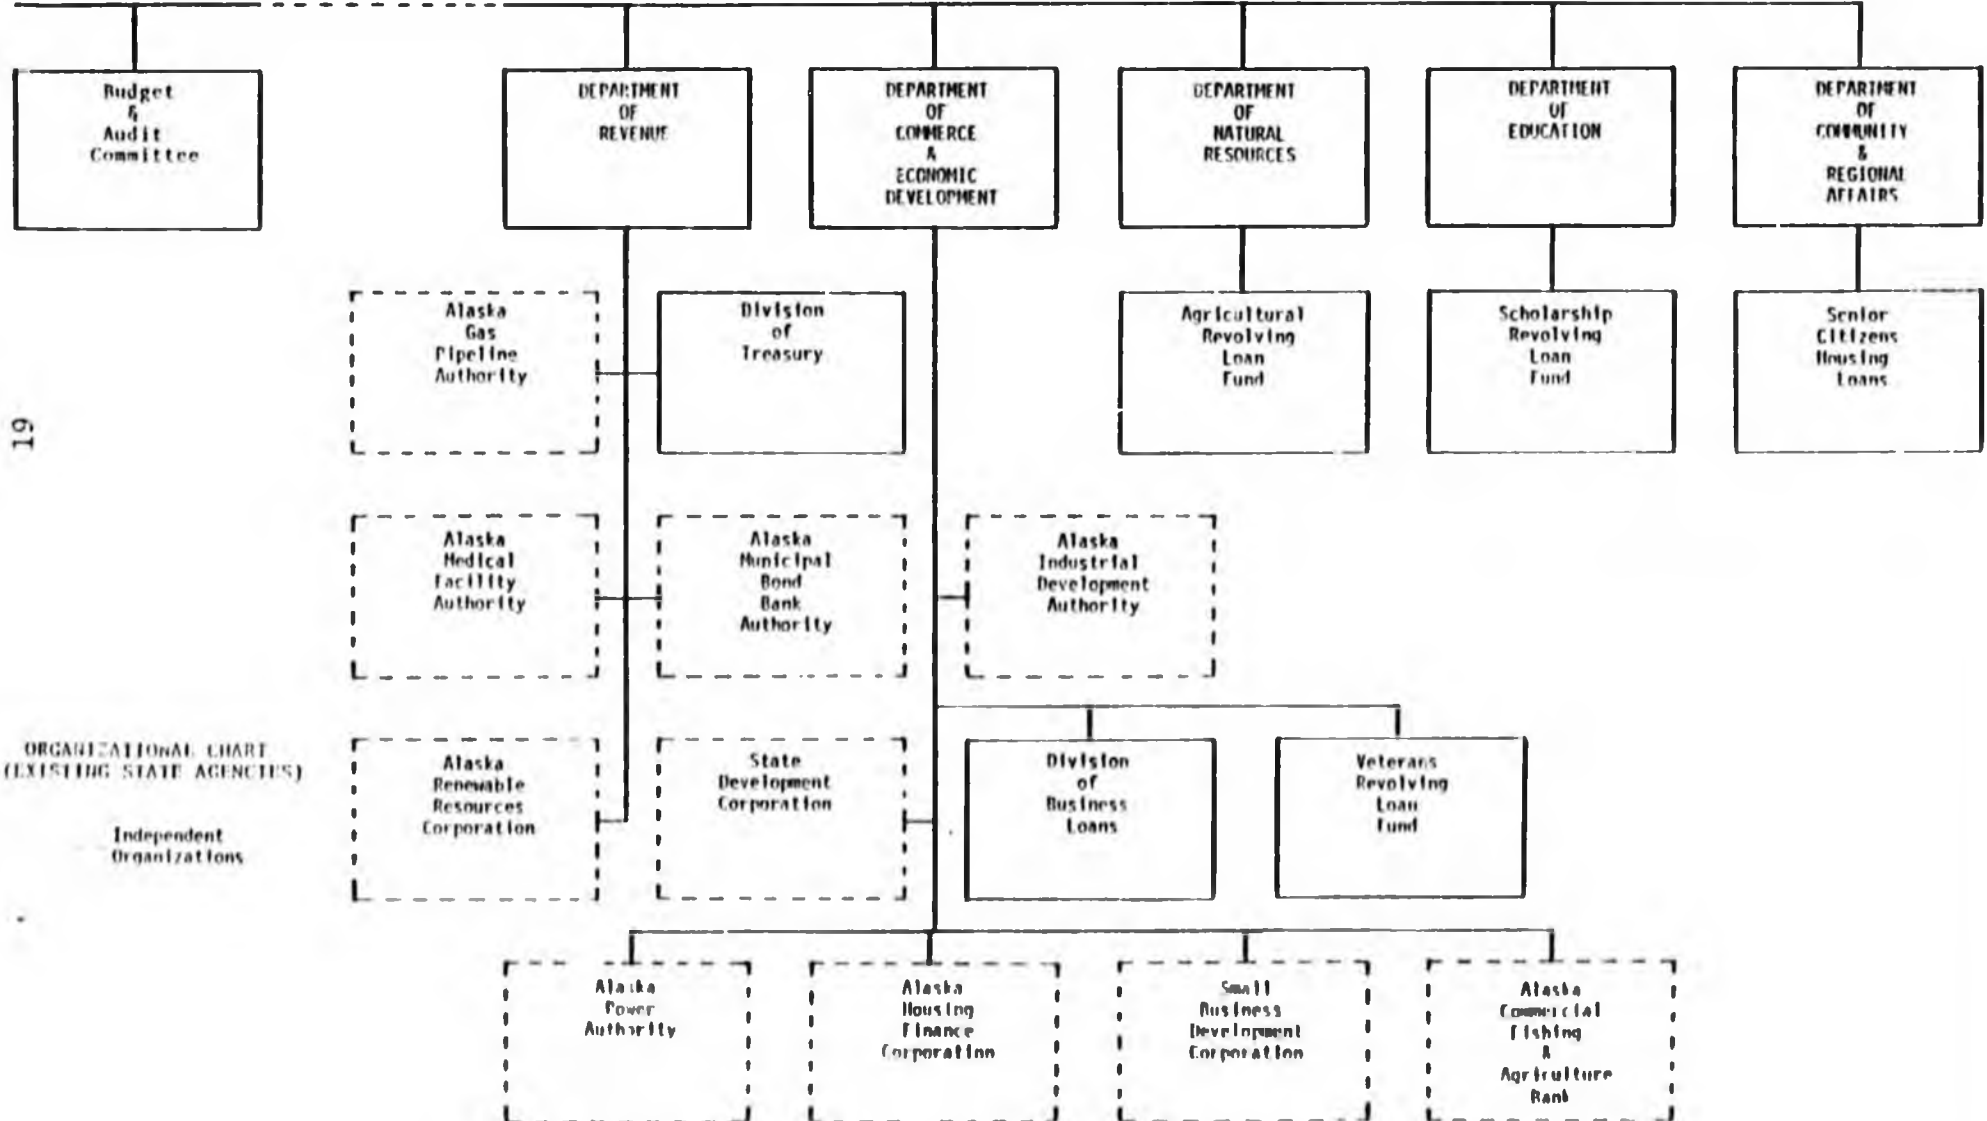 Budget
&
Audit
Committee
DEPARTMENT
OF
REVENUE
DEPARTMENT
OF
COMMERCE
&
ECONOMIC
DEVELOPMENT
DEPARTMENT
OF
NATURAL
RESOURCES
DEPARTMENT
OF
EDUCATION
DEPARTMENT
OF
COMMUNITY
&
REGIONAL
AFFAIRS
Alaska
Gas
Pipeline
Authority
Division
of
Treasury
Agricultural
Revolving
Loan
Fund
Scholarship
Revolving
Loan
Fund
Senior
Citizens
Housing
Loans
19
Alaska
Medical
Facility
Authority
Alaska
Municipal
Bond
Bank
Authority
Alaska
Industrial
Development
Authority
ORGANIZATIONAL CHART
(EXISTING STATE AGENCIES)
Independent
Organizations
Alaska
Renewable
Resources
Corporation
State
Development
Corporation
Division
of
Business
Loans
Veterans
Revolving
Loan
Fund
Alaska
Power
Authority
Alaska
Housing
Finance
Corporation
Small
Business
Development
Corporation
Alaska
Commercial
Fishing
&
Agriculture
Bank